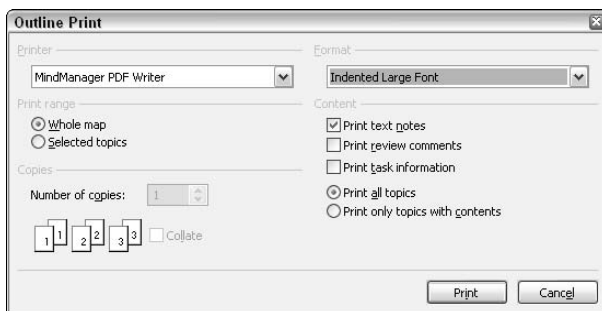 Outline Print
Printer
MindManager PDF Writer
Print range
Whole map
Selected topics
Copies
Number of copies: 1
1 1 2 2 3 3 Collate
Format
Indented Large Font
Content
Print text notes
Print review comments
Print task information
Print all topics
Print only topics with contents
Print Cancel